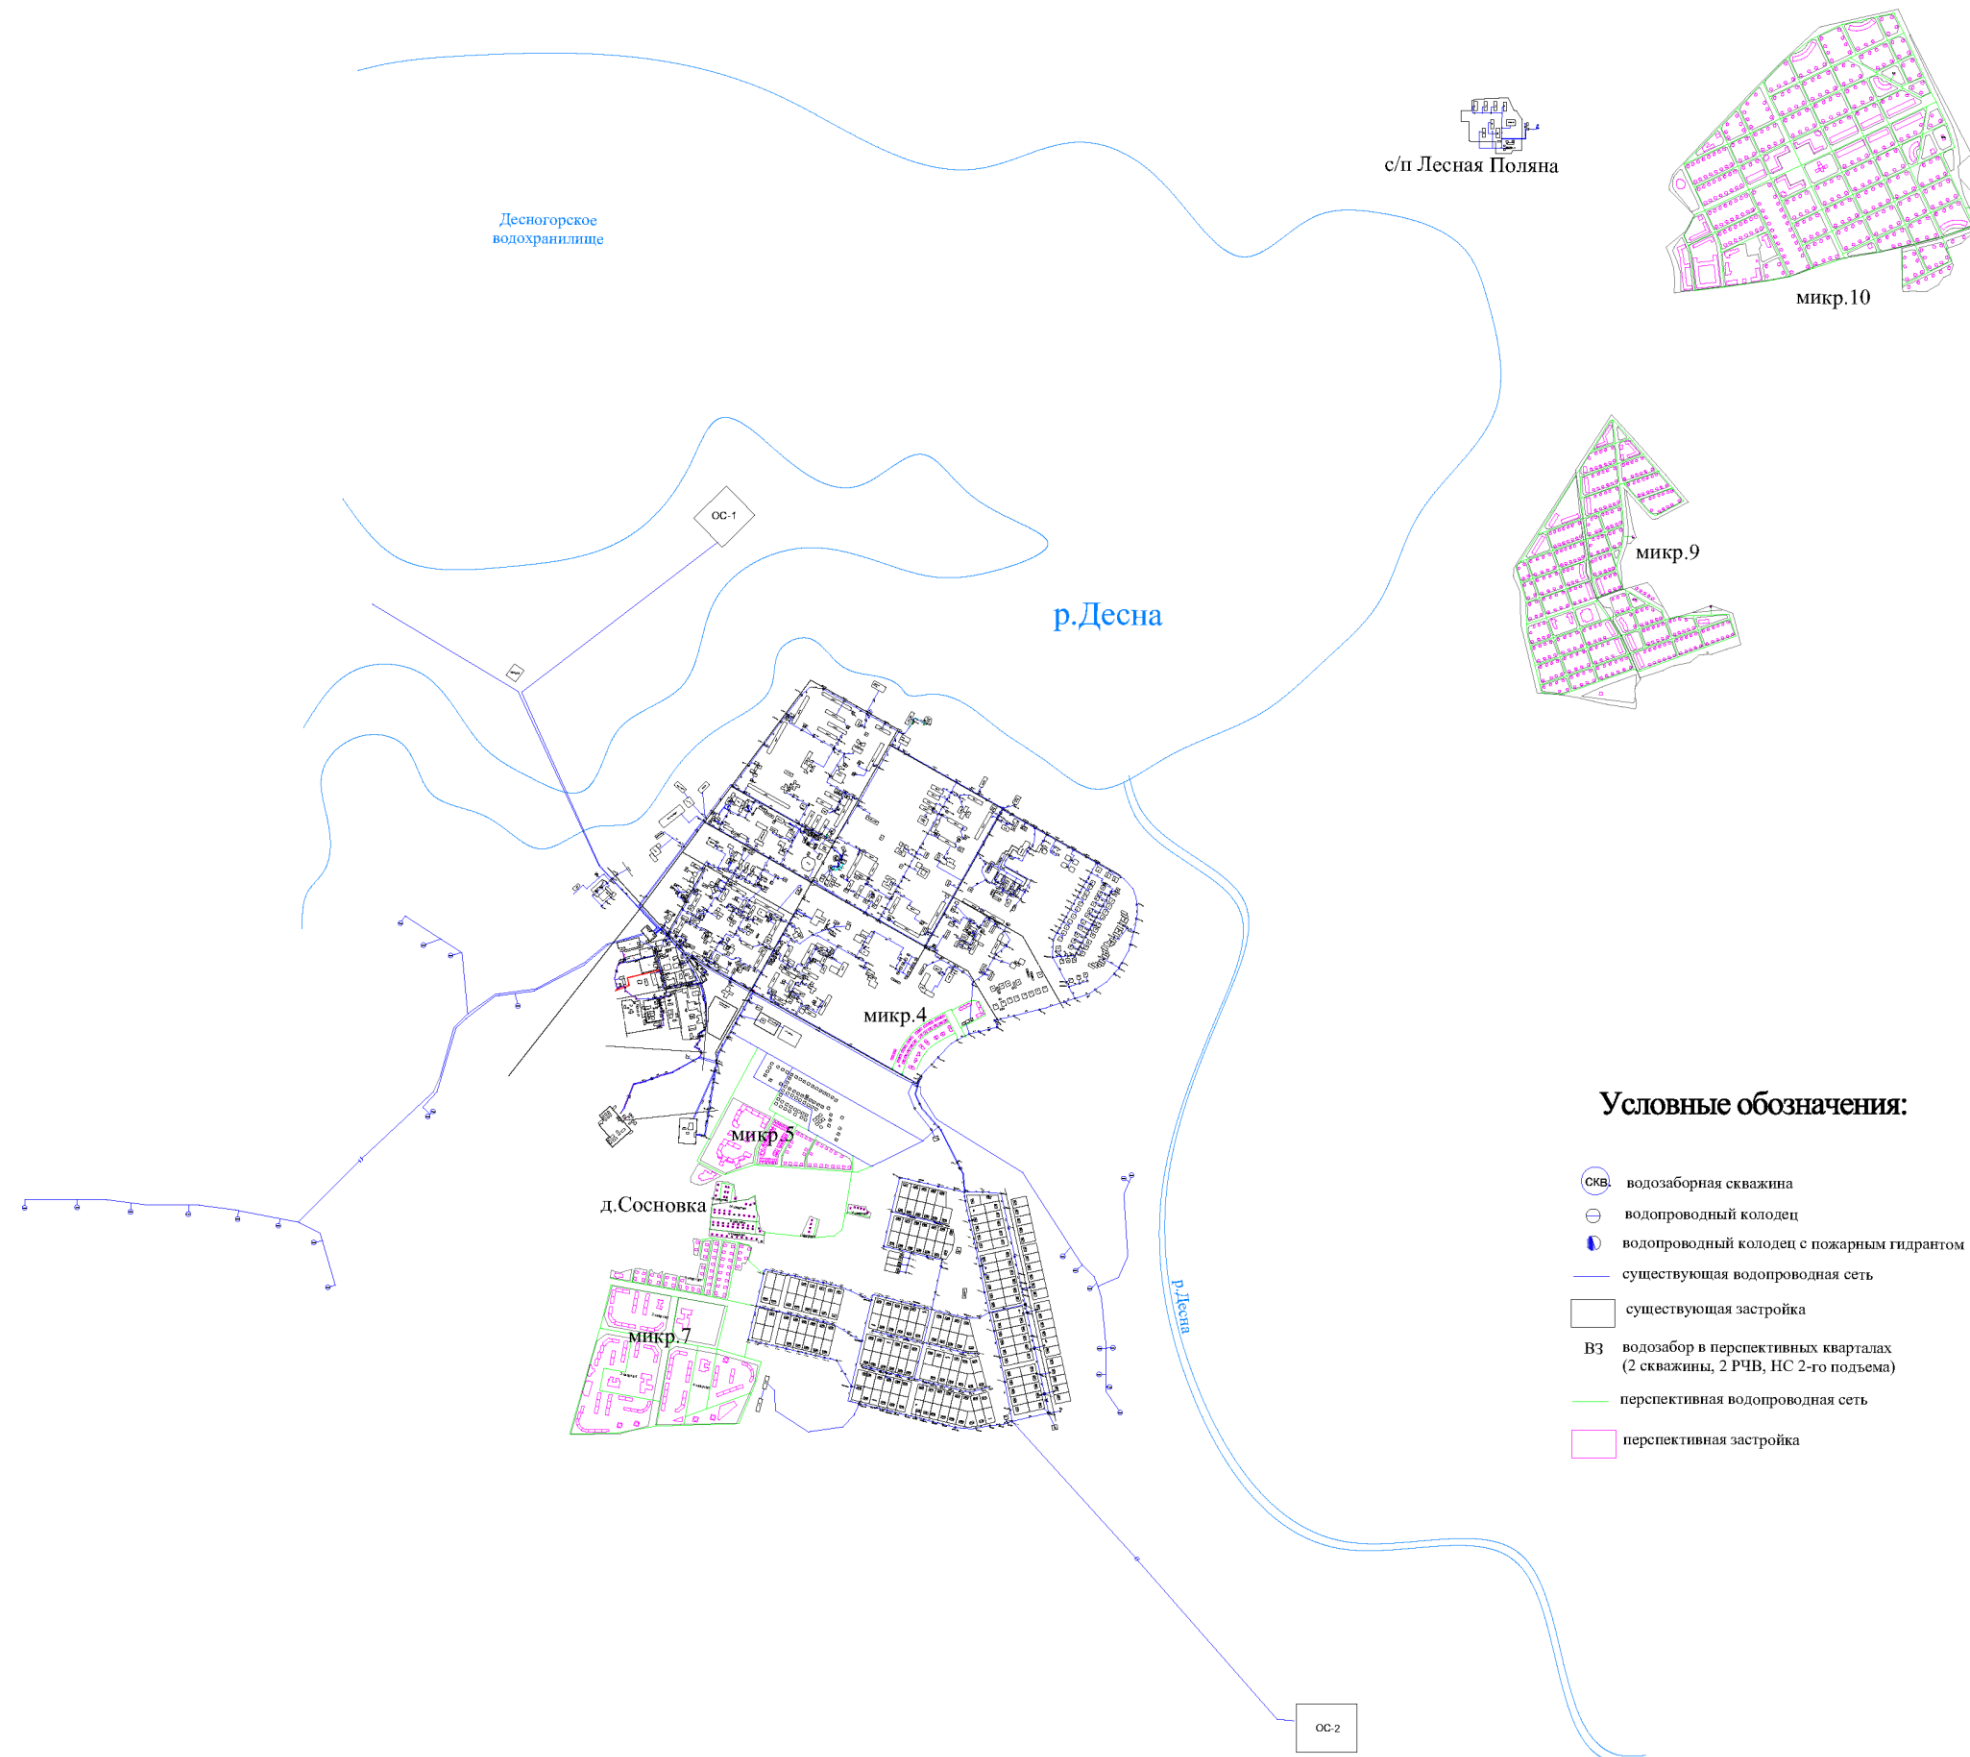 с/п Лесная Поляна
Десногорское
водохранилище
микр.10
ОС-1
микр.9
р.Десна
микр.4
микр.5
д.Сосновка
р.Десна
микр.7
Условные обозначения:
СКВ. водозаборная скважина
водопроводный колодец
водопроводный колодец с пожарным гидрантом
существующая водопроводная сеть
существующая застройка
ВЗ водозабор в перспективных кварталах
(2 скважины, 2 РЧВ, НС 2-го подъема)
перспективная водопроводная сеть
перспективная застройка
ОС-2